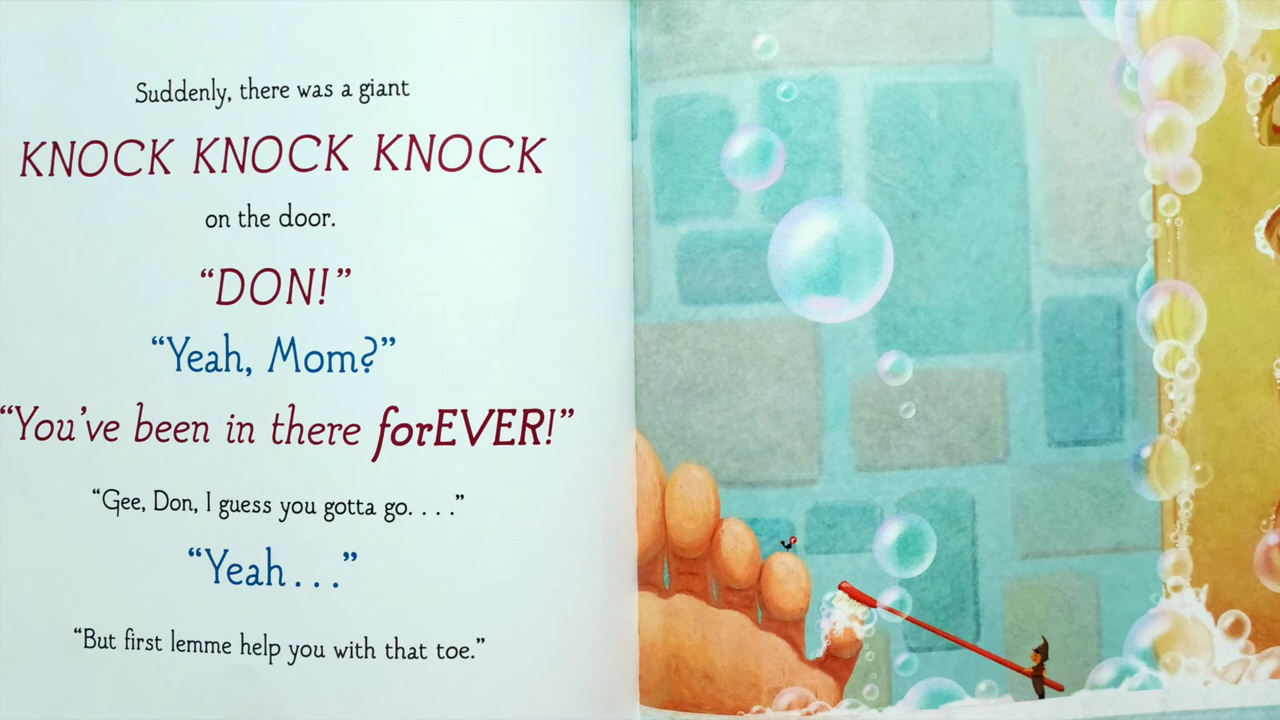 Suddenly, there was a giant
KNOCK KNOCK KNOCK
on the door.
“DON!”
“Yeah, Mom?”
“You’ve been in there forEVER!”
“Gee, Don, I guess you gotta go. . . .”
“Yeah . . .”
“But first lemme help you with that toe.”